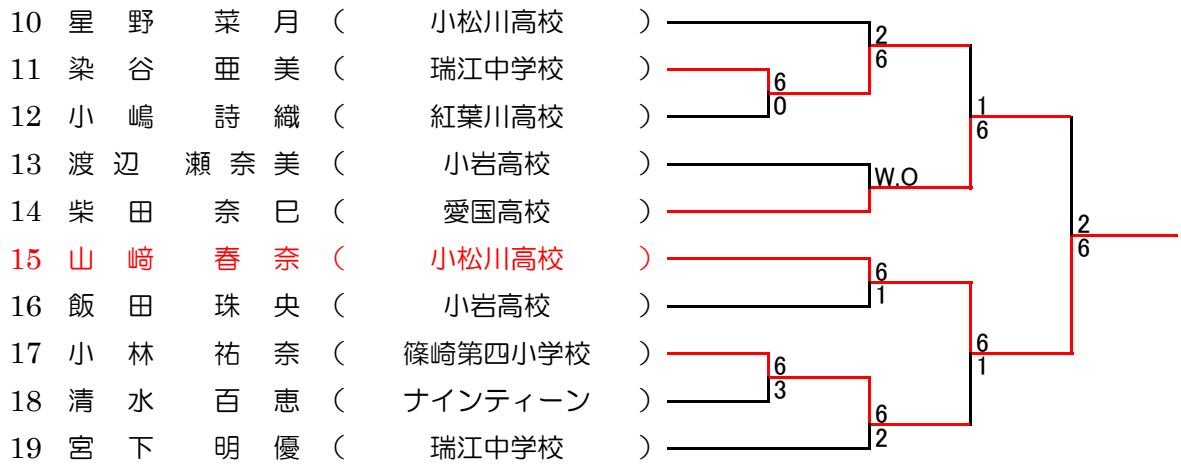 10 星野 菜月 ( 小松川高校 )
2
11 染谷 亜美 ( 瑞江中学校 ) 6
6
12 小嶋 詩織 ( 紅葉川高校 ) 0
1
6
13 渡辺 瀬奈美 ( 小岩高校 )
W.O
14 柴田 奈巳 ( 愛国高校 )
2
6
15 山﨑 春奈 ( 小松川高校 )
6
1
16 飯田 珠央 ( 小岩高校 )
6
1
17 小林 祐奈 ( 篠崎第四小学校 )
6
3
18 清水 百恵 ( ナインティーン )
6
2
19 宮下 明優 ( 瑞江中学校 )